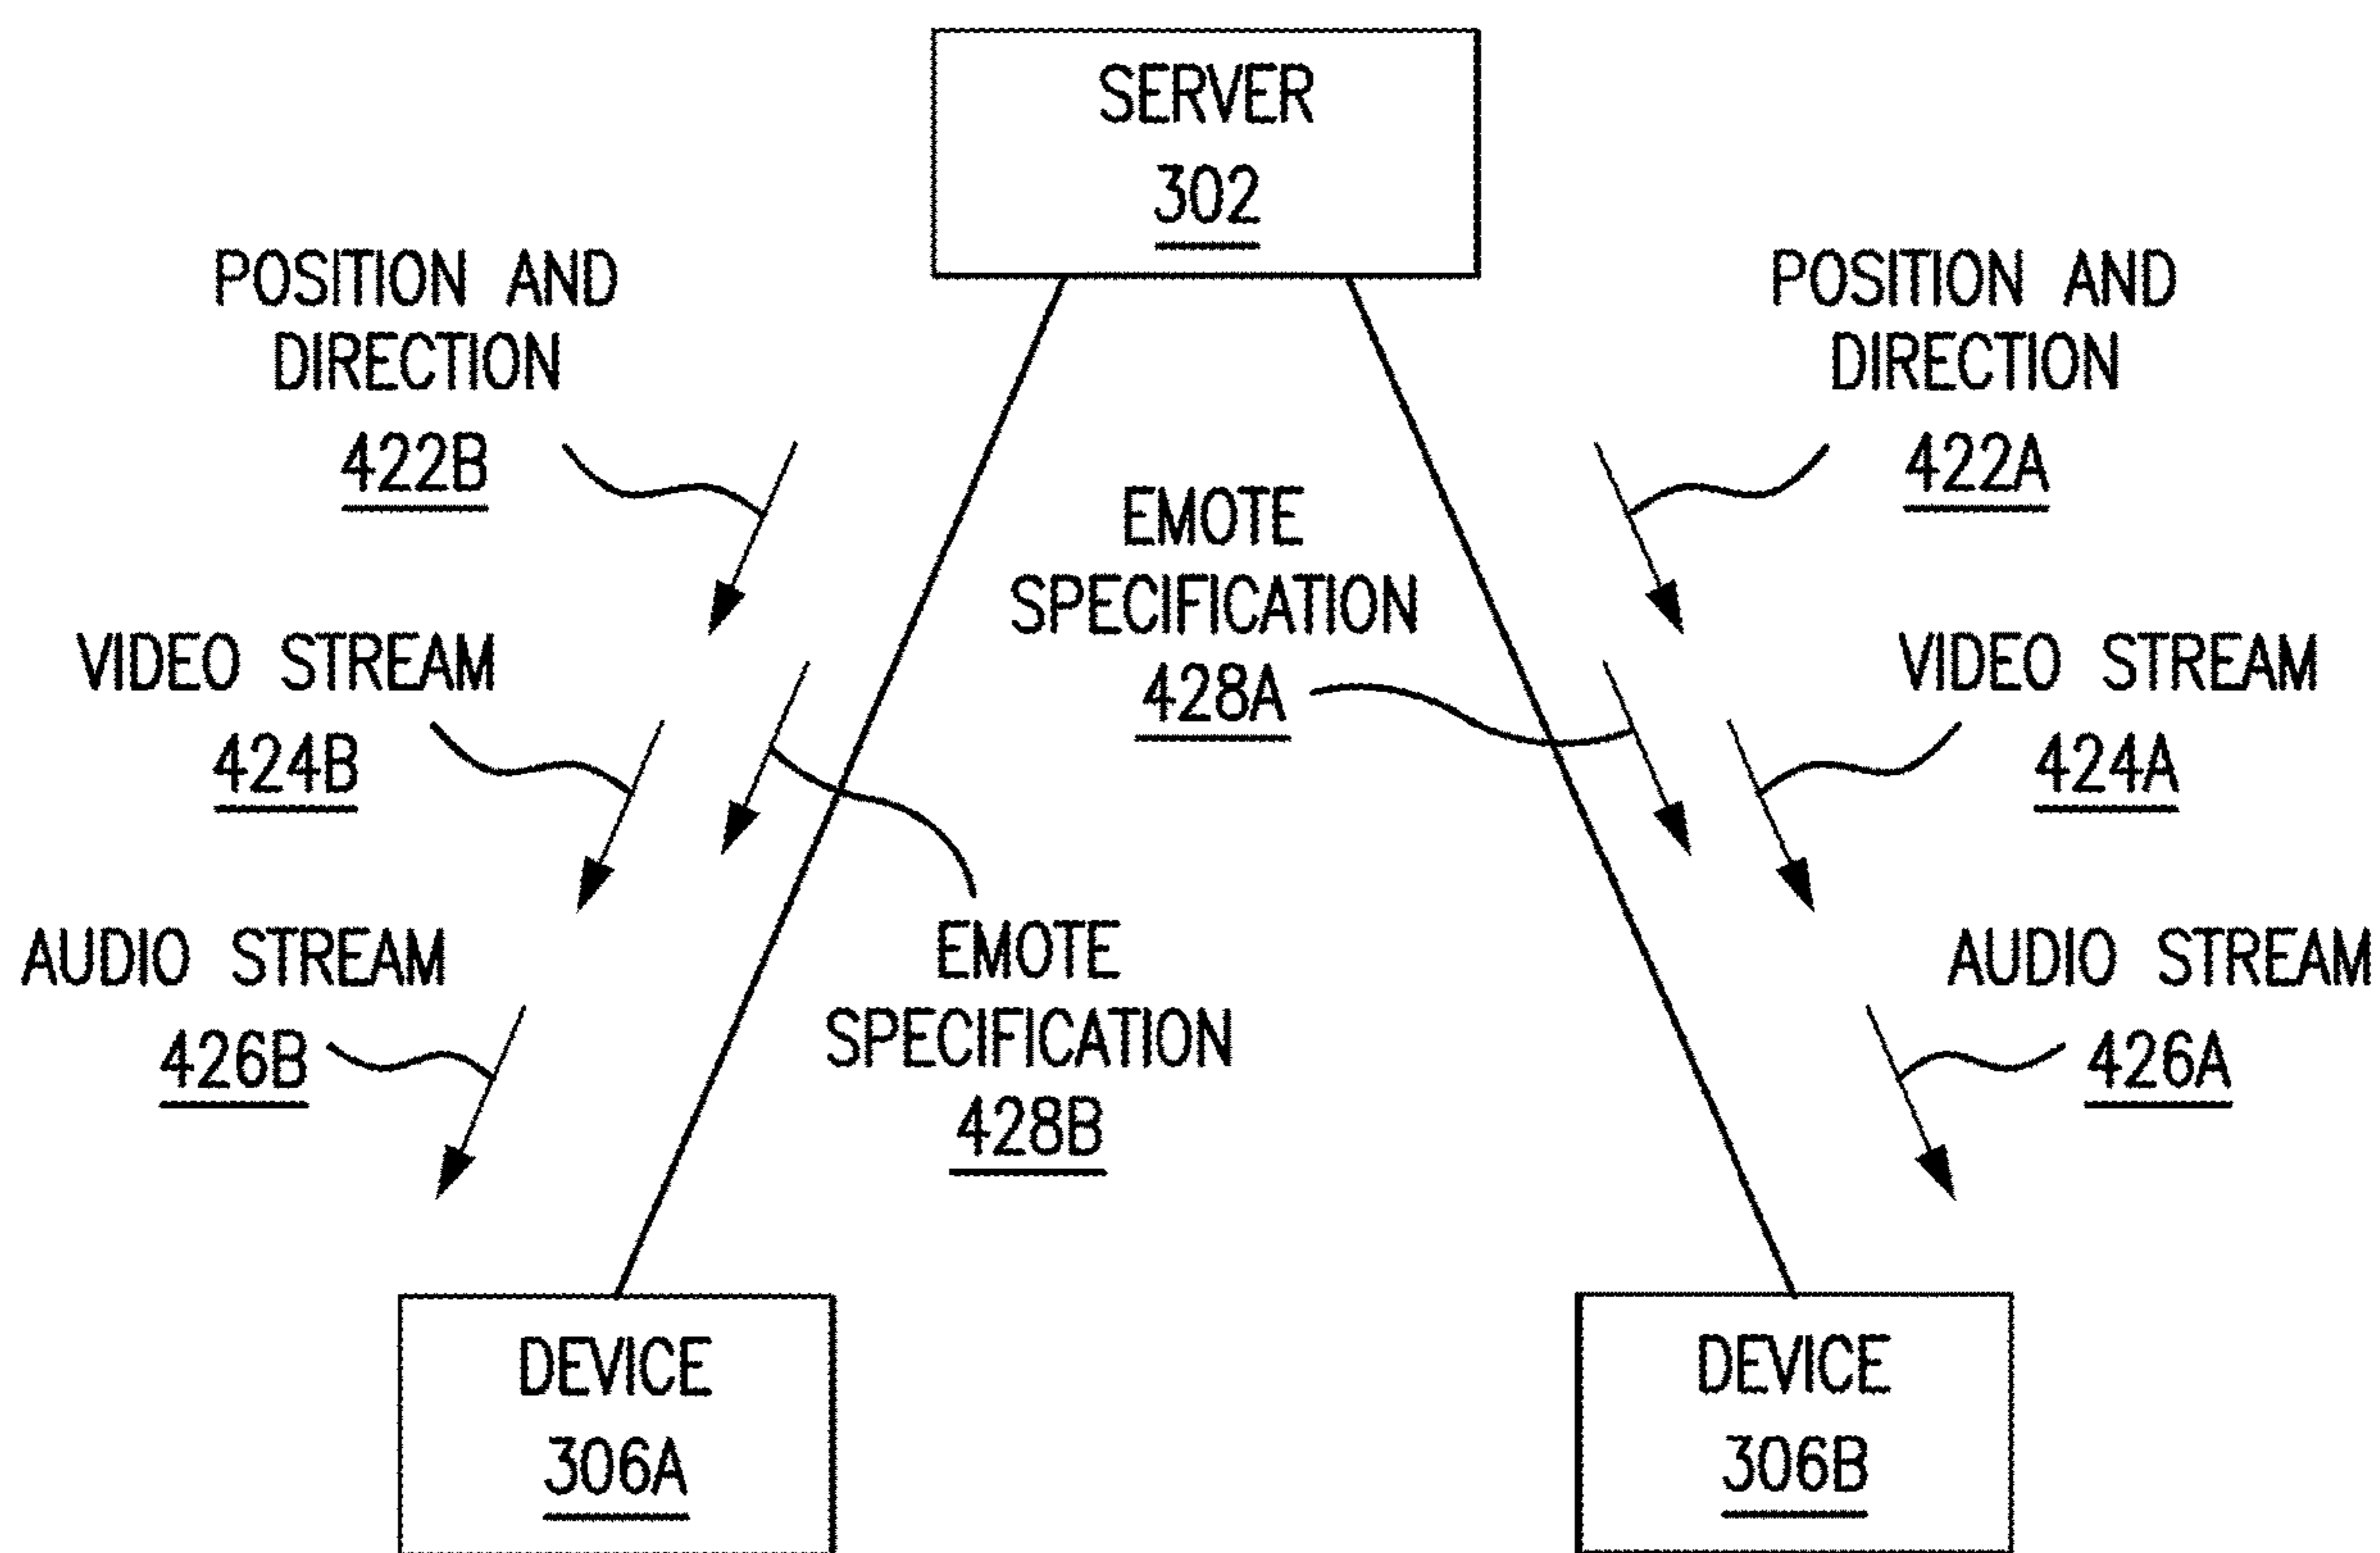 SERVER
302
POSITION AND
DIRECTION
422B
POSITION AND
DIRECTION
422A
EMOTE
SPECIFICATION
428A
VIDEO STREAM
424B
VIDEO STREAM
424A
AUDIO STREAM
426B
EMOTE
SPECIFICATION
428B
AUDIO STREAM
426A
DEVICE
306A
DEVICE
306B